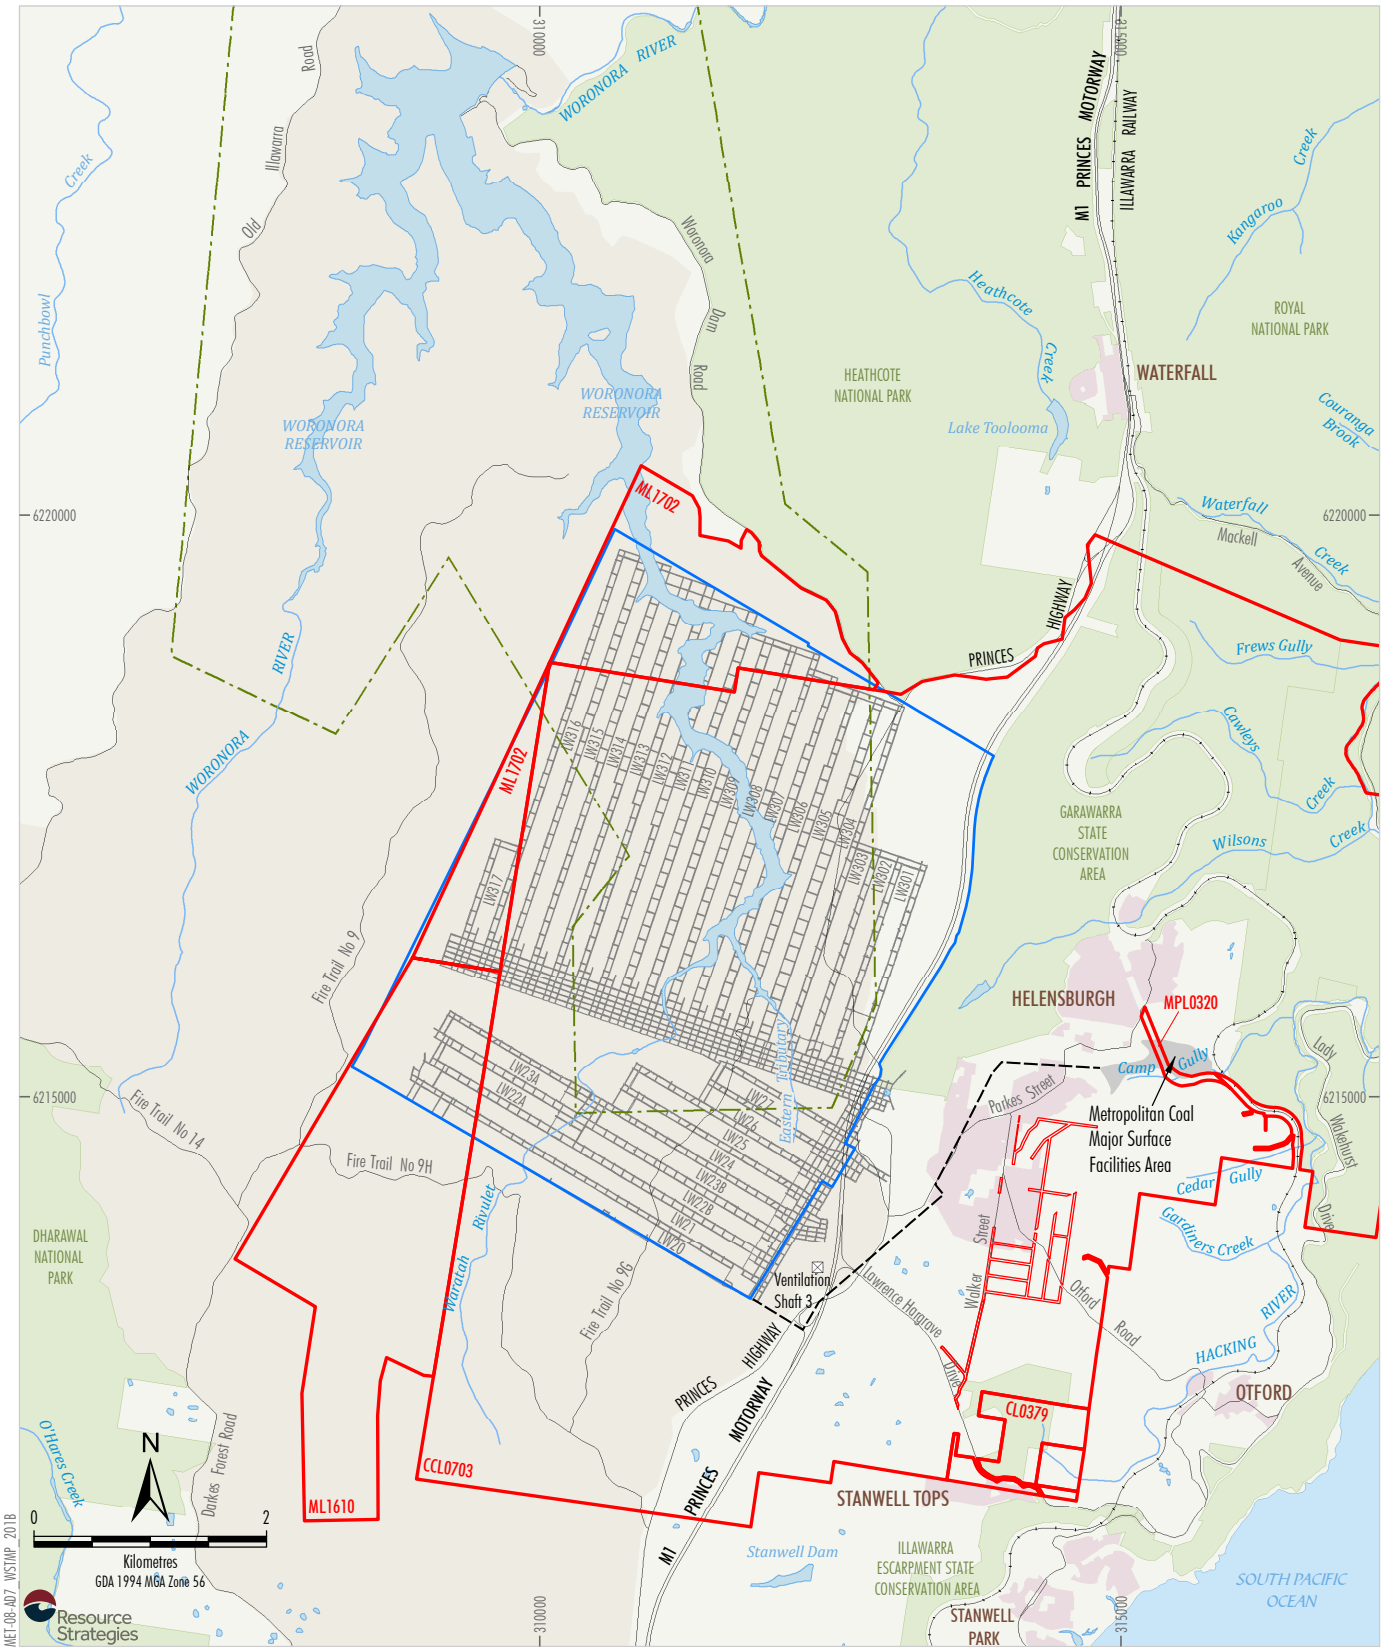 310000
315000
Road
Illawarra
Old
Creek
Punchbowl
WORONORA RIVER
M1 PRINCES MOTORWAY
ILLAWARRA RAILWAY
Creek
Kangaroo
Woronora
Dam
Road
Heathcote
Creek
ROYAL
NATIONAL PARK
HEATHCOTE
NATIONAL PARK
WATERFALL
WORONORA
RESERVOIR
WORONORA
RESERVOIR
Lake Toolooma
Couranga
Brook
ML1702
6220000
6220000
Waterfall
Creek
Mackell
Avenue
HIGHWAY
PRINCES
RIVER
WORONORA
Frews Gully
Cawleys
Creek
Wilsons
Creek
ML1702
LW316
LW315
LW314
LW313
LW312
LW311
LW310
LW309
LW308
LW307
LW306
LW305
LW304
LW303
LW302
LW301
LW317
GARAWARRA
STATE
CONSERVATION
AREA
Fire Trail No 9
HELENSBURGH
MPL0320
Camp Gully
Lady
Wakehurst
Drive
Parkes Street
6215000
6215000
Eastern Tributary
LW23A
LW22A
LW27
LW26
LW25
LW24
LW23B
LW22B
LW21
LW20
Metropolitan Coal
Major Surface
Facilities Area
Fire Trail No 14
Fire Trail No 9H
Cedar Gully
Gardiners Creek
Waratah Rivulet
Fire Trail No 9G
DHARAWAL
NATIONAL
PARK
Ventilation
Shaft 3
Lawrence Hargrave
Drive
Walker
Street
Otford
Road
HACKING RIVER
PRINCES HIGHWAY
M1 PRINCES MOTORWAY
OTFORD
CL0379
O'Hares Creek
Darkes Forest Road
CCL0703
ML1610
STANWELL TOPS
N
0 2
Kilometres
GDA 1994 MGA Zone 56
Stanwell Dam
ILLAWARRA
ESCARPMENT STATE
CONSERVATION AREA
STANWELL
PARK
SOUTH PACIFIC
OCEAN
310000
315000
MET-08-AD7_WSTMP_201B
Resource
Strategies